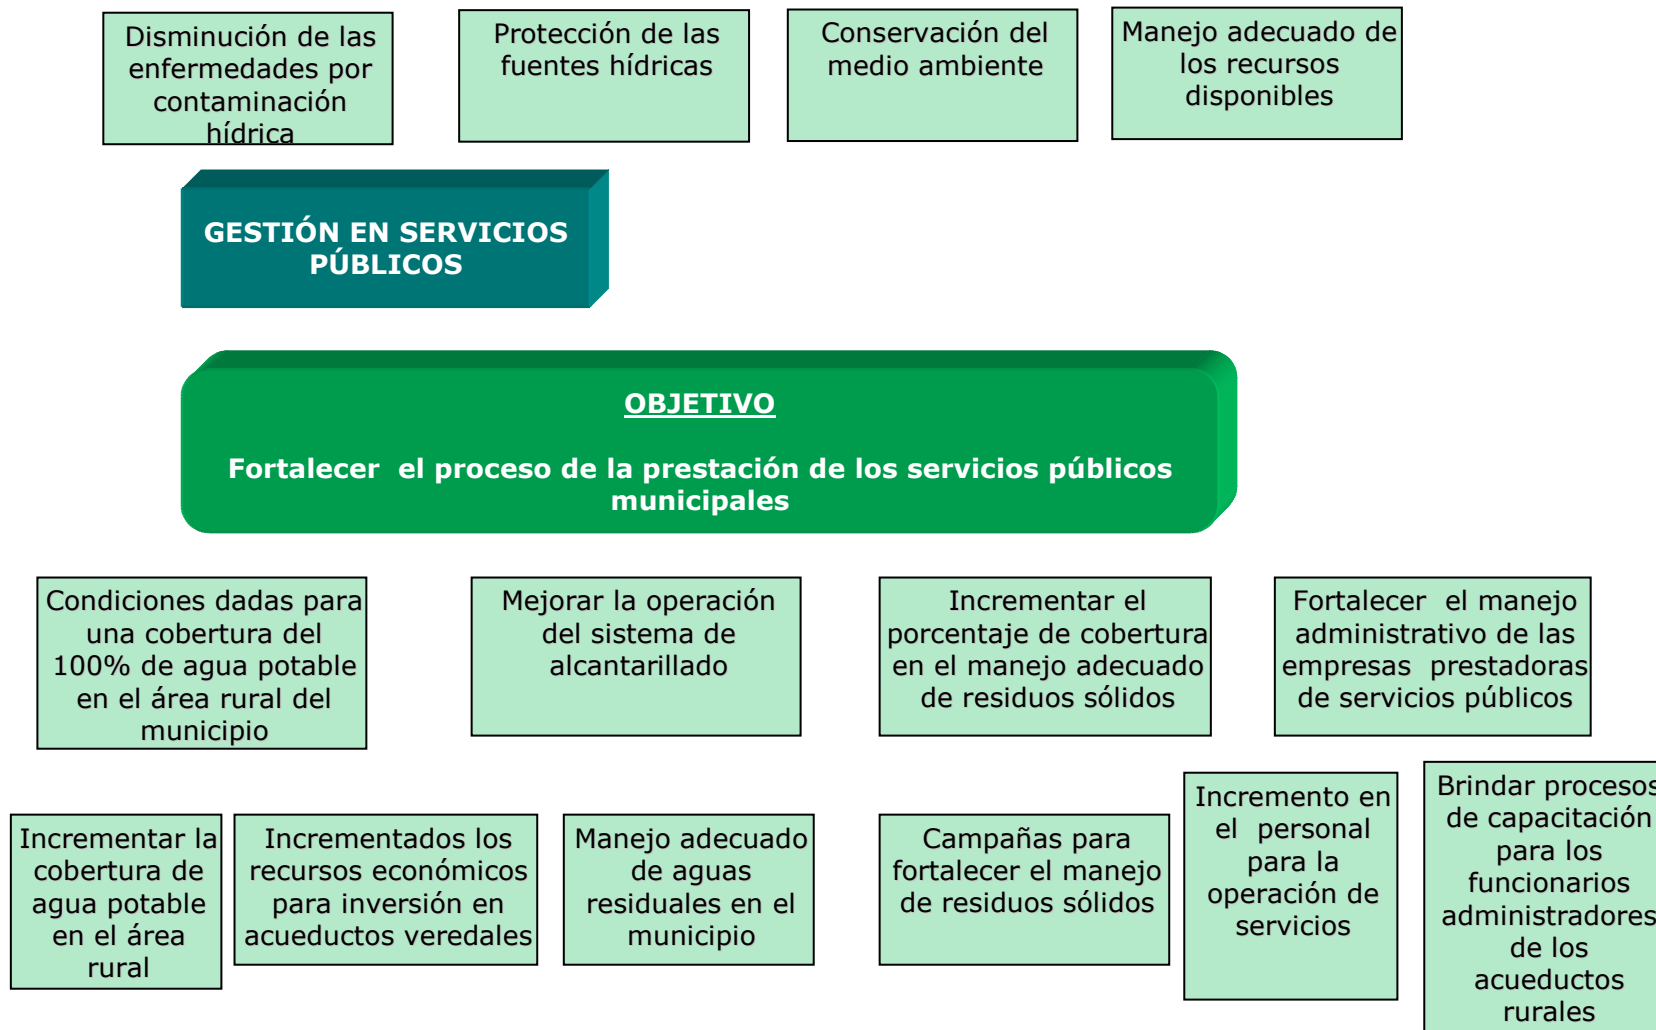 Disminución de las
enfermedades por
contaminación
hídrica
Protección de las
fuentes hídricas
Conservación del
medio ambiente
Manejo adecuado de
los recursos
disponibles
GESTIÓN EN SERVICIOS
PÚBLICOS
OBJETIVO
Fortalecer  el proceso de la prestación de los servicios públicos
municipales
Condiciones dadas para
una cobertura del
100% de agua potable
en el área rural del
municipio
Mejorar la operación
del sistema de
alcantarillado
Incrementar el
porcentaje de cobertura
en el manejo adecuado
de residuos sólidos
Fortalecer  el manejo
administrativo de las
empresas  prestadoras
de servicios públicos
Incrementar la
cobertura de
agua potable
en el área
rural
Incrementados los
recursos económicos
para inversión en
acueductos veredales
Manejo adecuado
de aguas
residuales en el
municipio
Campañas para
fortalecer el manejo
de residuos sólidos
Incremento en
el  personal
para la
operación de
servicios
Brindar procesos
de capacitación
para los
funcionarios
administradores
de los
acueductos
rurales